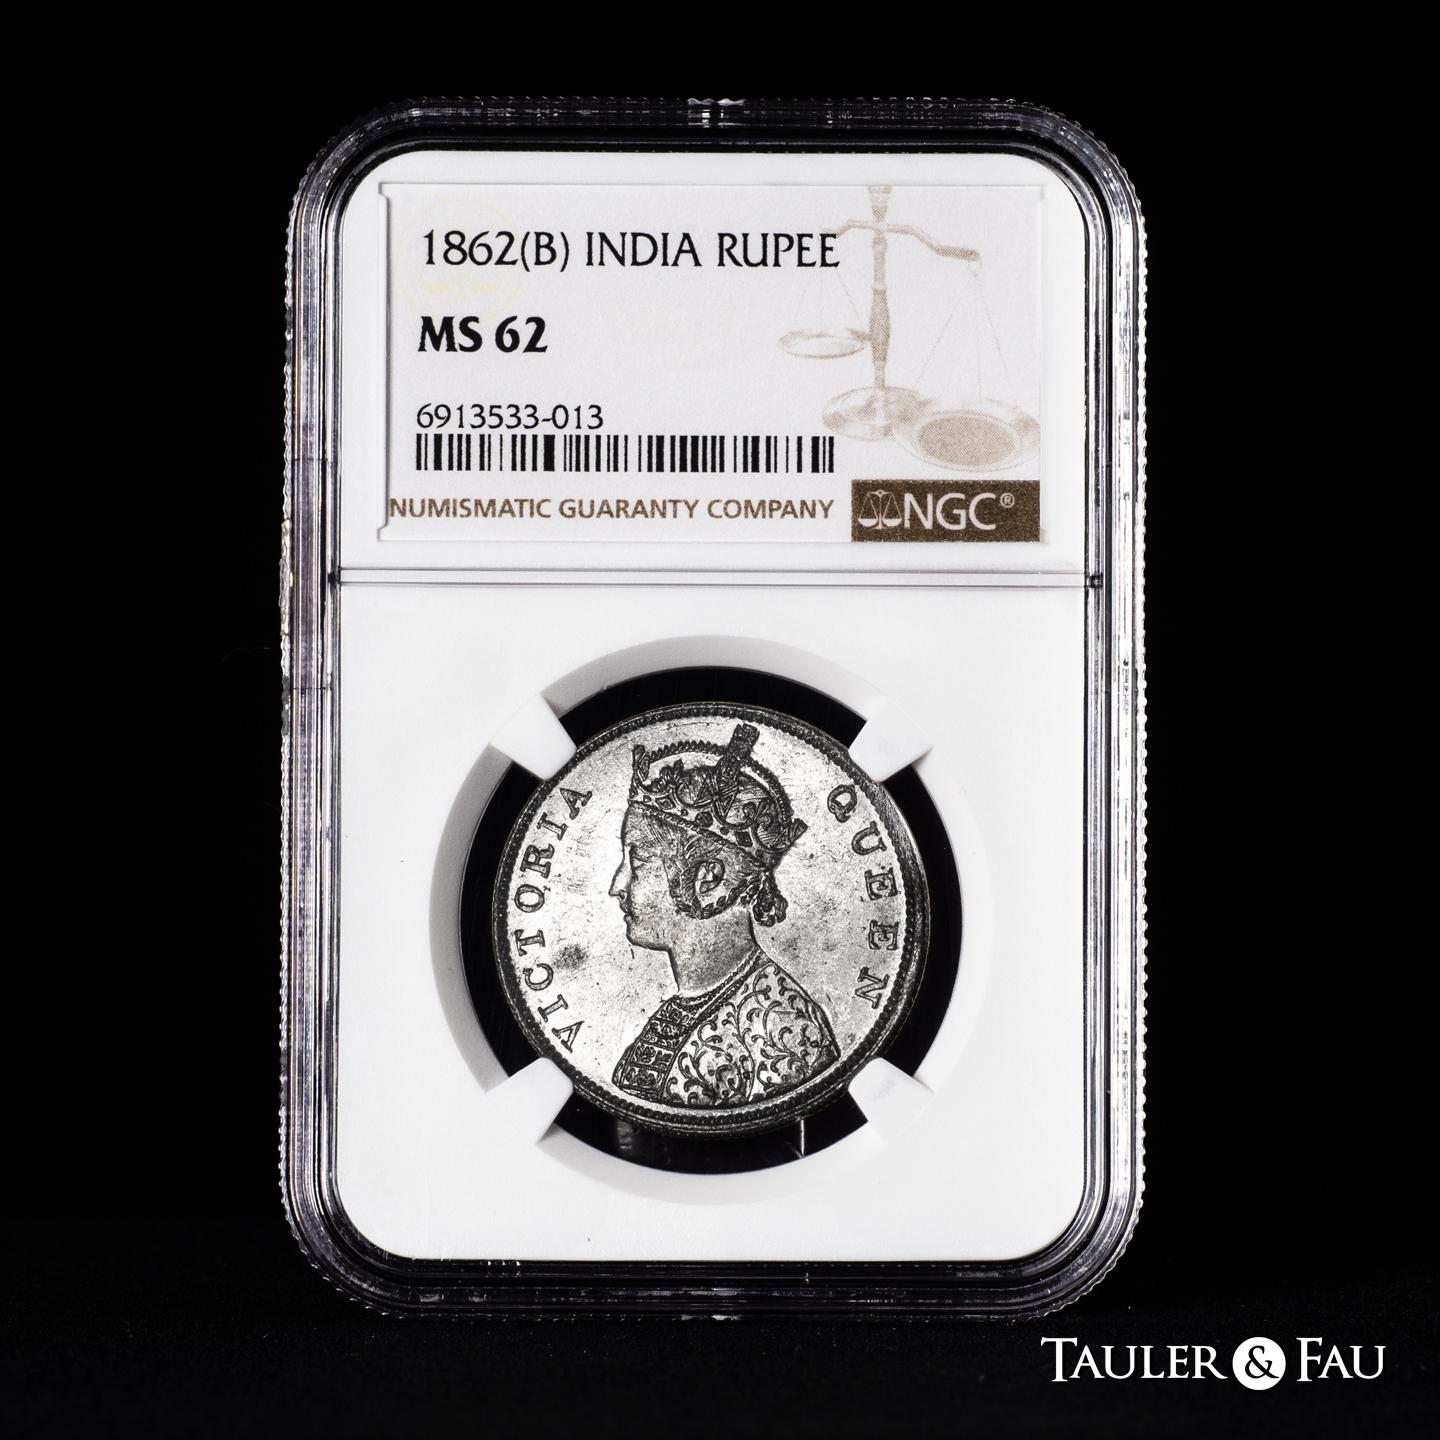 1862(B) INDIA RUPEE
MS 62
6913533-013
NUMISMATIC GUARANTY COMPANY
NGC®
VICTORIA QUEEN
TAULER & FAU